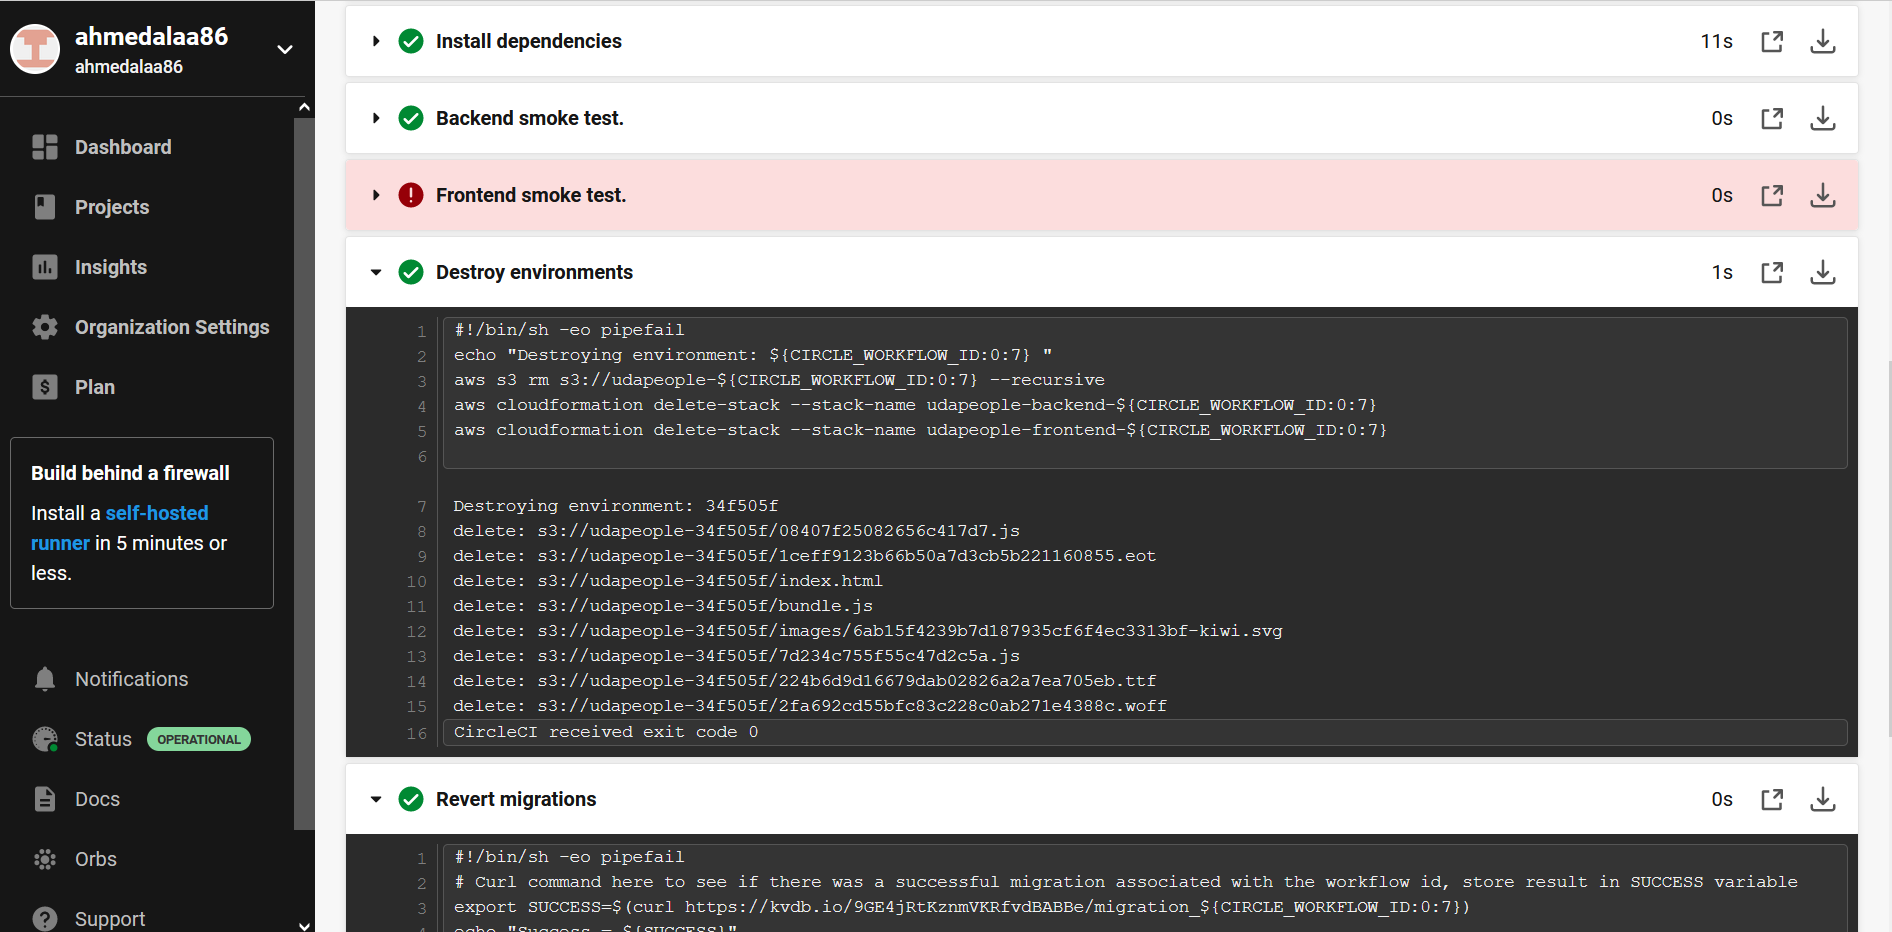 ahmedalaa86
ahmedalaa86
Dashboard
Projects
Insights
Organization Settings
Plan
Build behind a firewall
Install a self-hosted
runner in 5 minutes or
less.
Notifications
Status OPERATIONAL
Docs
Orbs
Support
Install dependencies 11s
Backend smoke test. 0s
Frontend smoke test. 0s
Destroy environments 1s
1 #!/bin/sh -eo pipefail
2 echo "Destroying environment: ${CIRCLE_WORKFLOW_ID:0:7} "
3 aws s3 rm s3://udapeople-${CIRCLE_WORKFLOW_ID:0:7} --recursive
4 aws cloudformation delete-stack --stack-name udapeople-backend-${CIRCLE_WORKFLOW_ID:0:7}
5 aws cloudformation delete-stack --stack-name udapeople-frontend-${CIRCLE_WORKFLOW_ID:0:7}
6
7 Destroying environment: 34f505f
8 delete: s3://udapeople-34f505f/08407f25082656c417d7.js
9 delete: s3://udapeople-34f505f/1ceff9123b66b50a7d3cb5b221160855.eot
10 delete: s3://udapeople-34f505f/index.html
11 delete: s3://udapeople-34f505f/bundle.js
12 delete: s3://udapeople-34f505f/images/6ab15f4239b7d187935cf6f4ec3313bf-kiwi.svg
13 delete: s3://udapeople-34f505f/7d234c755f55c47d2c5a.js
14 delete: s3://udapeople-34f505f/224b6d9d16679dab02826a2a7ea705eb.ttf
15 delete: s3://udapeople-34f505f/2fa692cd55bfc83c228c0ab271e4388c.woff
16 CircleCI received exit code 0
Revert migrations 0s
1 #!/bin/sh -eo pipefail
2 # Curl command here to see if there was a successful migration associated with the workflow id, store result in SUCCESS variable
3 export SUCCESS=$(curl https://kvdb.io/9GE4jRtKznmVKRfvdBABBe/migration_${CIRCLE_WORKFLOW_ID:0:7})
4 echo "Success = ${SUCCESS}"